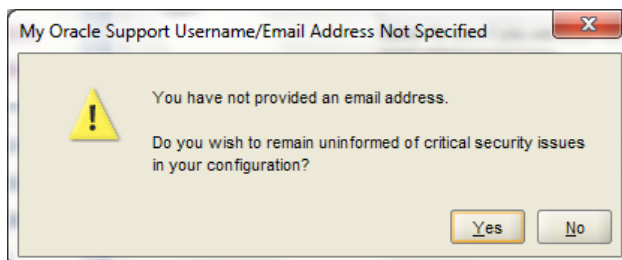 My Oracle Support Username/Email Address Not Specified
You have not provided an email address.
Do you wish to remain uninformed of critical security issues
in your configuration?
Yes No